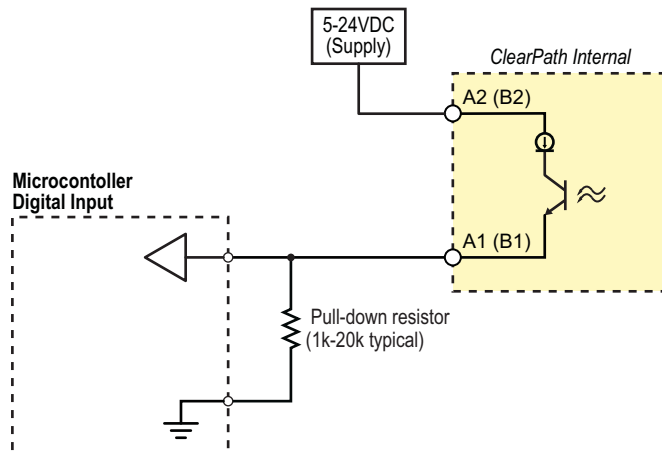 5-24VDC
(Supply)
ClearPath Internal
A2 (B2)
Microcontoller
Digital Input
A1 (B1)
Pull-down resistor
(1k-20k typical)